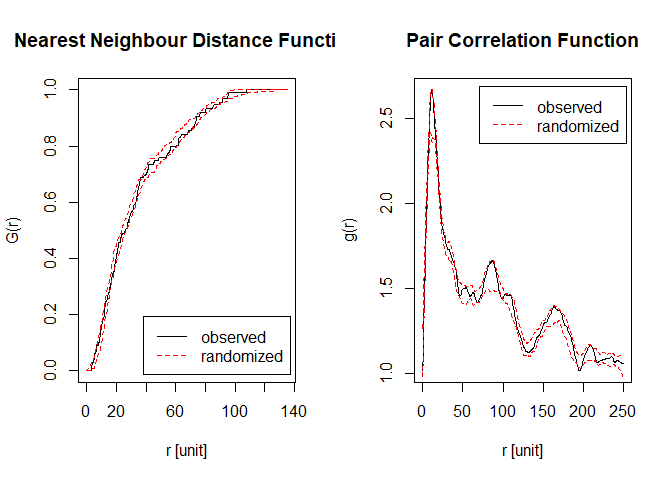 Nearest Neighbour Distance Functi
G(r)
1.0
0.8
0.6
0.4
0.2
0.0
observed
randomized
0 20 60 100 140
r [unit]
Pair Correlation Function
g(r)
2.5
2.0
1.5
1.0
observed
randomized
0 50 100 150 200 250
r [unit]